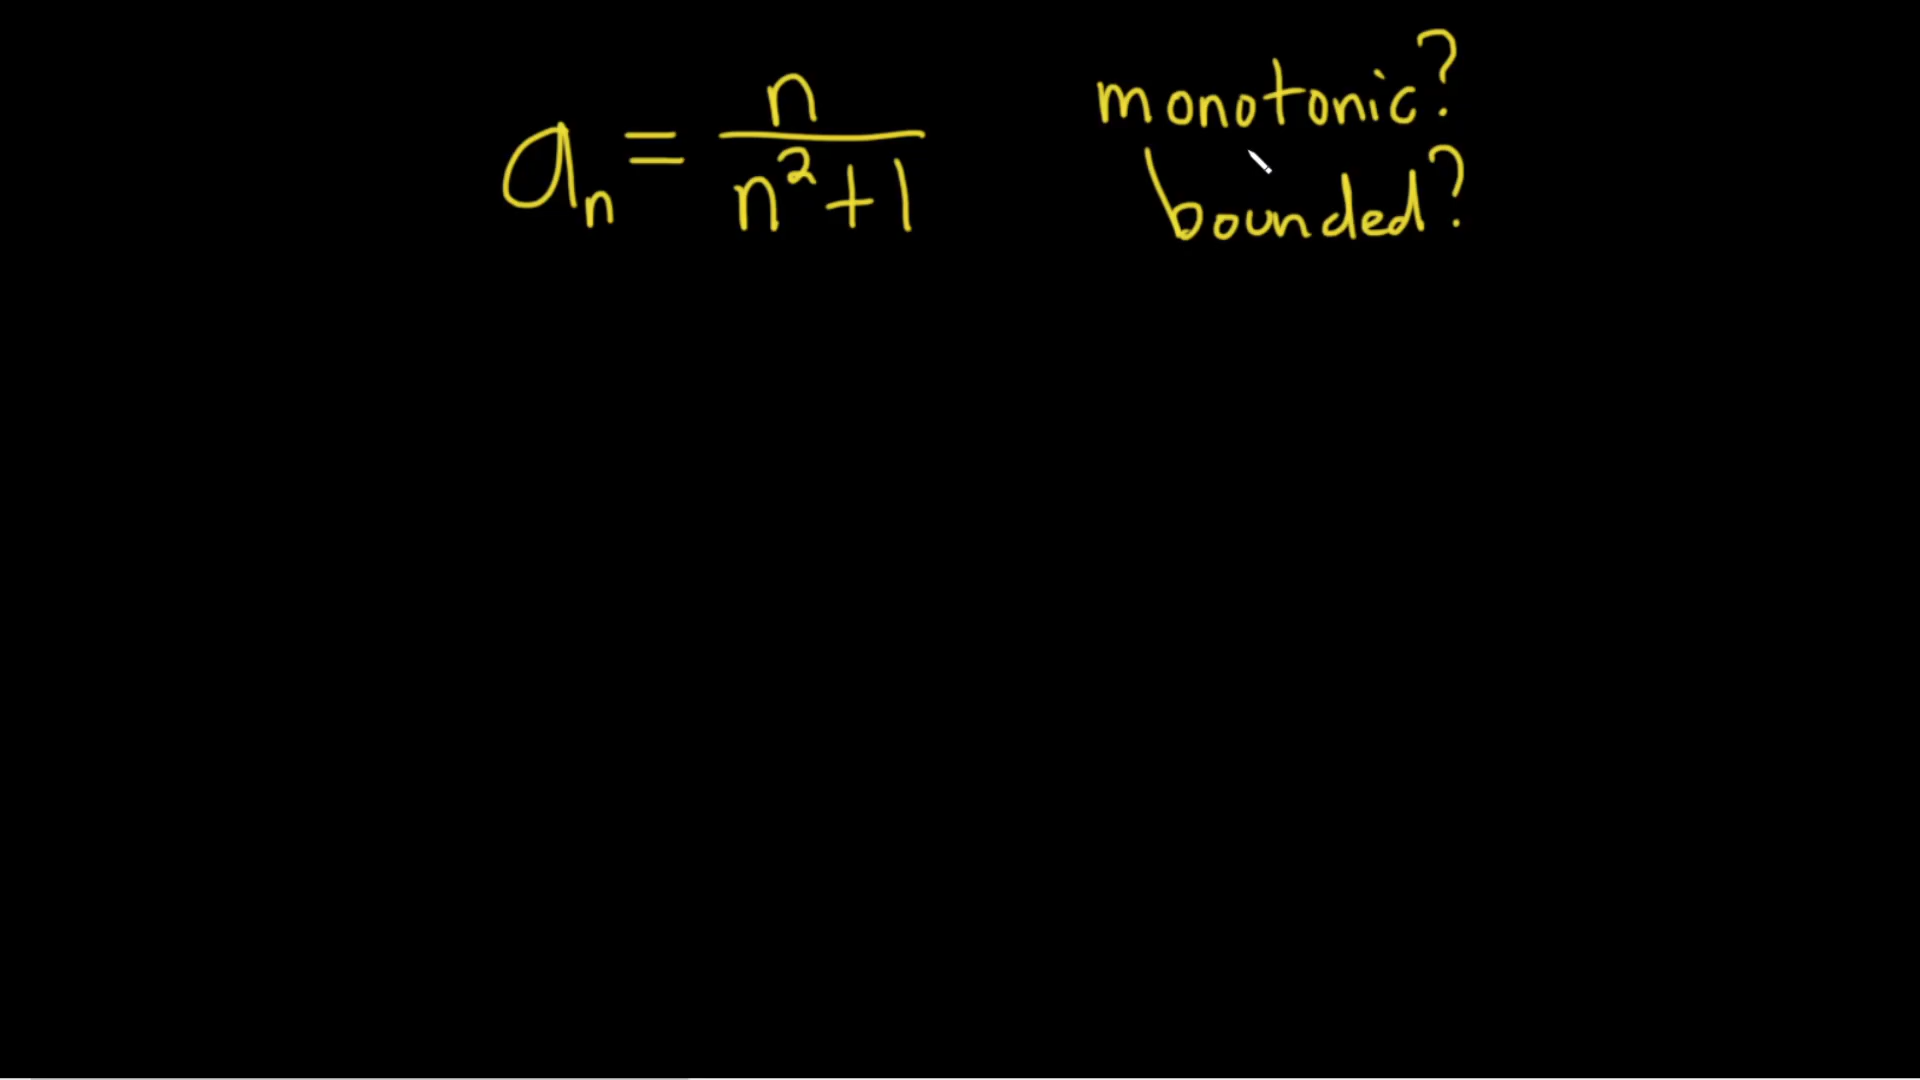 aₙ = n / (n² + 1) monotonic?
bounded?